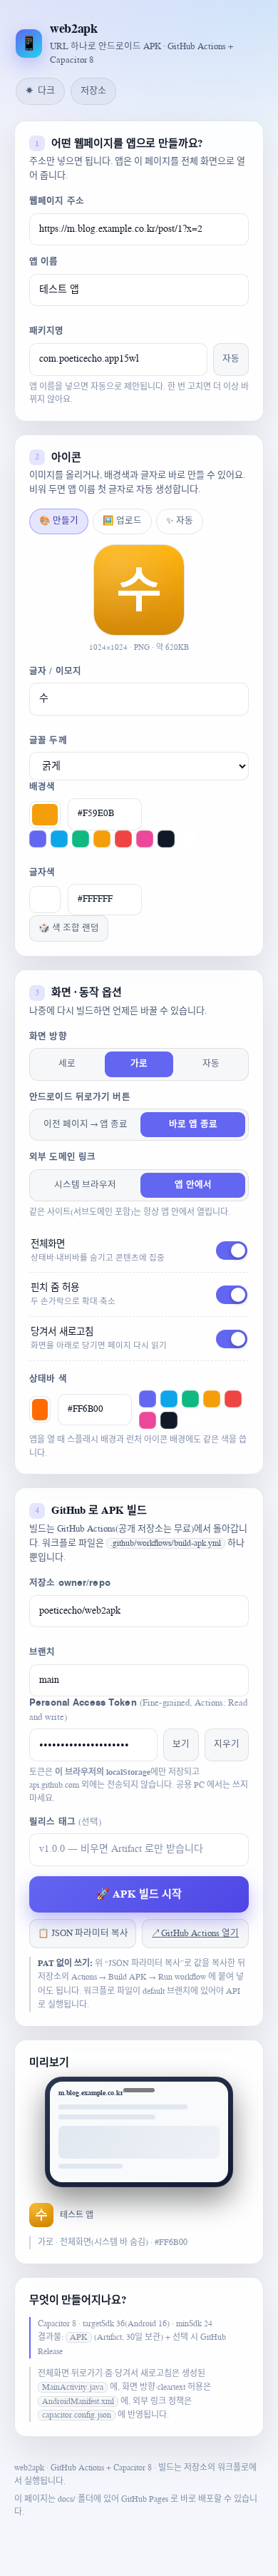 📱
web2apk
URL 하나로 안드로이드 APK · GitHub Actions +
Capacitor 8
☀ 다크
저장소
1 어떤 웹페이지를 앱으로 만들까요?
주소만 넣으면 됩니다. 앱은 이 페이지를 전체 화면으로 열
어 줍니다.
웹페이지 주소
https://m.blog.example.co.kr/post/1?x=2
앱 이름
테스트 앱
패키지명
com.poeticecho.app15wl
자동
앱 이름을 넣으면 자동으로 제안됩니다. 한 번 고치면 더 이상 바
뀌지 않아요.
2 아이콘
이미지를 올리거나, 배경색과 글자로 바로 만들 수 있어요.
비워 두면 앱 이름 첫 글자로 자동 생성합니다.
🎨 만들기
🖼️ 업로드
✨ 자동
수
1024×1024 · PNG · 약 620KB
글자 / 이모지
수
글꼴 두께
굵게
배경색
#F59E0B
글자색
#FFFFFF
🎲 색 조합 랜덤
3 화면 · 동작 옵션
나중에 다시 빌드하면 언제든 바꿀 수 있습니다.
화면 방향
세로
가로
자동
안드로이드 뒤로가기 버튼
이전 페이지 → 앱 종료
바로 앱 종료
외부 도메인 링크
시스템 브라우저
앱 안에서
같은 사이트(서브도메인 포함)는 항상 앱 안에서 열립니다.
전체화면
상태바·내비바를 숨기고 콘텐츠에 집중
핀치 줌 허용
두 손가락으로 확대·축소
당겨서 새로고침
화면을 아래로 당기면 페이지 다시 읽기
상태바 색
#FF6B00
앱을 열 때 스플래시 배경과 런처 아이콘 배경에도 같은 색을 씁
니다.
4 GitHub 로 APK 빌드
빌드는 GitHub Actions(공개 저장소는 무료)에서 돌아갑니
다. 워크플로 파일은 .github/workflows/build-apk.yml 하나
뿐입니다.
저장소 owner/repo
poeticecho/web2apk
브랜치
main
Personal Access Token (Fine-grained, Actions: Read
and write)
••••••••••••••••••••••
보기
지우기
토큰은 이 브라우저의 localStorage에만 저장되고
api.github.com 외에는 전송되지 않습니다. 공용 PC 에서는 쓰지
마세요.
릴리스 태그 (선택)
v1.0.0 — 비우면 Artifact 로만 받습니다
🚀 APK 빌드 시작
📋 JSON 파라미터 복사
↗ GitHub Actions 열기
PAT 없이 쓰기: 위 “JSON 파라미터 복사”로 값을 복사한 뒤
저장소의 Actions → Build APK → Run workflow 에 붙여 넣
어도 됩니다. 워크플로 파일이 default 브랜치에 있어야 API
로 실행됩니다.
미리보기
m.blog.example.co.kr
수
테스트 앱
가로 · 전체화면(시스템 바 숨김) · #FF6B00
무엇이 만들어지나요?
Capacitor 8 · targetSdk 36(Android 16) · minSdk 24
결과물: APK (Artifact, 30일 보관) + 선택 시 GitHub
Release
전체화면·뒤로가기·줌·당겨서 새로고침은 생성된
MainActivity.java 에, 화면 방향·cleartext 허용은
AndroidManifest.xml 에, 외부 링크 정책은
capacitor.config.json 에 반영됩니다.
web2apk · GitHub Actions + Capacitor 8 · 빌드는 저장소의 워크플로에
서 실행됩니다.
이 페이지는 docs/ 폴더에 있어 GitHub Pages 로 바로 배포할 수 있습니
다.